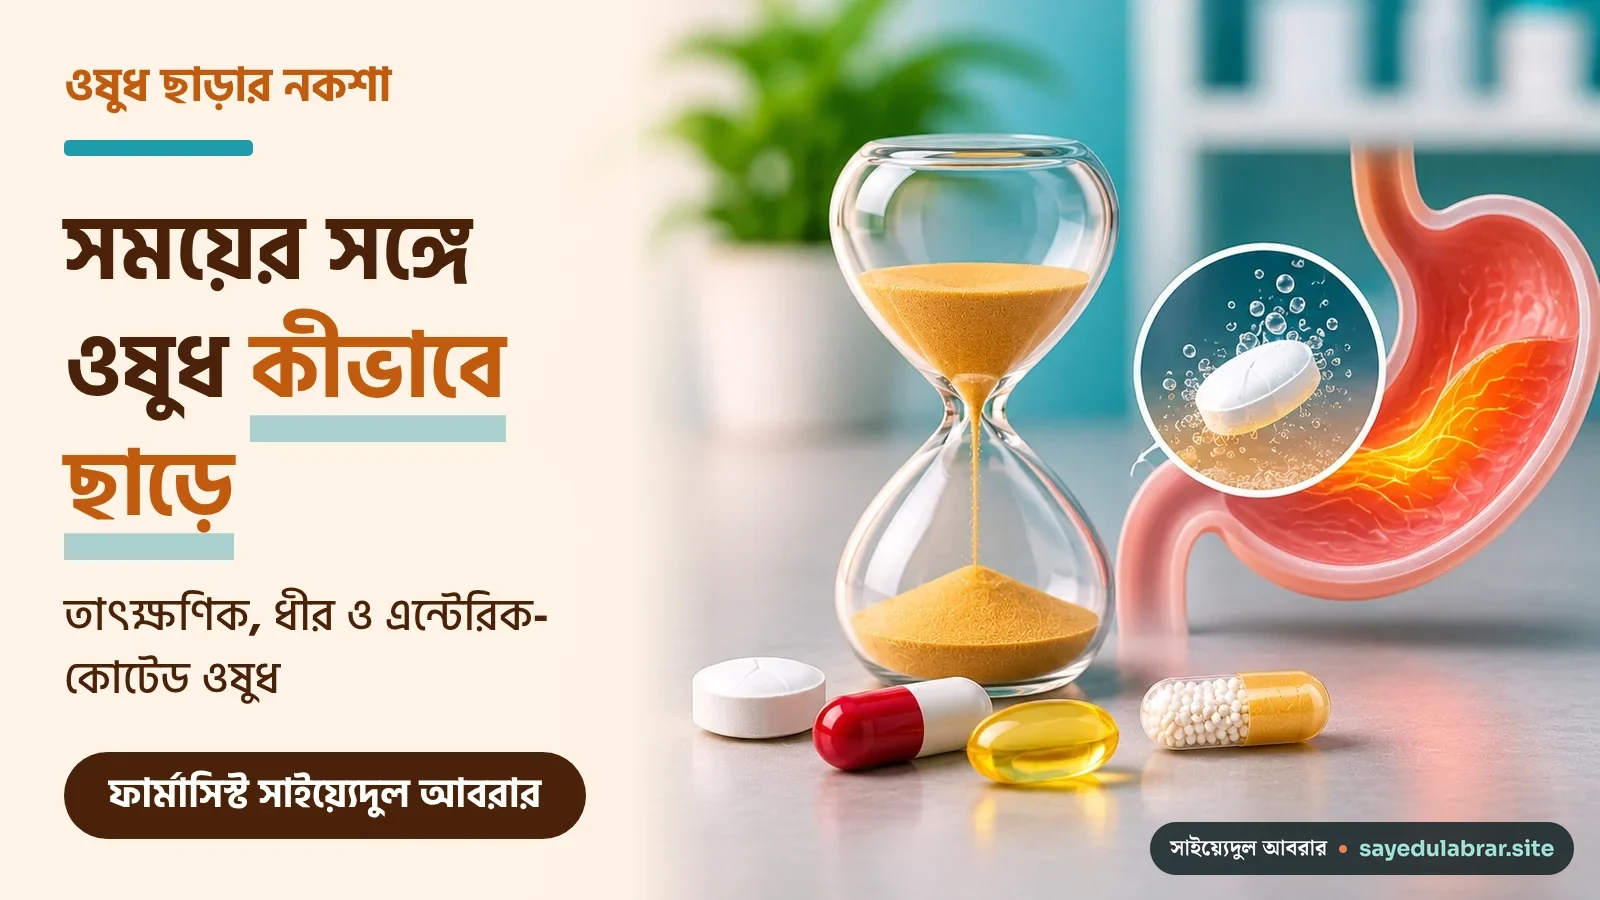 ওষুধ ছাড়ার নকশা
সময়ের সঙ্গে
ওষুধ কীভাবে
ছাড়ে
তাৎক্ষণিক, ধীর ও এন্টেরিক-
কোটেড ওষুধ
ফার্মাসিস্ট সাইয়্যেদুল আবরার
সাইয়্যেদুল আবরার • sayedulabrar.site